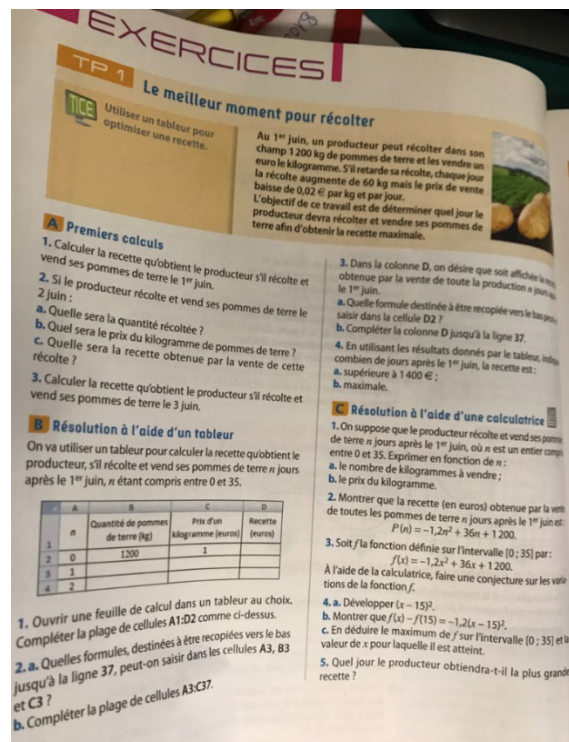 2018
EXERCICES
TP 1
Le meilleur moment pour récolter
TICE
Utiliser un tableur pour
optimiser une recette.
Au 1er juin, un producteur peut récolter dans son
champ 1 200 kg de pommes de terre et les vendre un
euro le kilogramme. S'il retarde sa récolte, chaque jour
la récolte augmente de 60 kg mais le prix de vente
baisse de 0,02 € par kg et par jour.
L'objectif de ce travail est de déterminer quel jour le
producteur devra récolter et vendre ses pommes de
terre afin d'obtenir la recette maximale.
A Premiers calculs
1. Calculer la recette qu'obtient le producteur s'il récolte et
vend ses pommes de terre le 1er juin.
2. Si le producteur récolte et vend ses pommes de terre le
2 juin :
a. Quelle sera la quantité récoltée ?
b. Quel sera le prix du kilogramme de pommes de terre ?
c. Quelle sera la recette obtenue par la vente de cette
récolte ?
3. Calculer la recette qu'obtient le producteur s'il récolte et
vend ses pommes de terre le 3 juin.
B Résolution à l'aide d'un tableur
On va utiliser un tableur pour calculer la recette qu'obtient le
producteur, s'il récolte et vend ses pommes de terre n jours
après le 1er juin, n étant compris entre 0 et 35.
A B C D
1 n Quantité de pommes de terre (kg) Prix d'un kilogramme (euros) Recette (euros)
2 0 1200 1
3 1
4 2
1. Ouvrir une feuille de calcul dans un tableur au choix.
Compléter la plage de cellules A1:D2 comme ci-dessus.
2. a. Quelles formules, destinées à être recopiées vers le bas
jusqu'à la ligne 37, peut-on saisir dans les cellules A3, B3
et C3 ?
b. Compléter la plage de cellules A3:C37.
3. Dans la colonne D, on désire que soit affichée la
obtenue par la vente de toute la production n jours
le 1er juin.
a. Quelle formule destinée à être recopiée vers le bas
saisir dans la cellule D2 ?
b. Compléter la colonne D jusqu'à la ligne 37.
4. En utilisant les résultats donnés par le tableur,
combien de jours après le 1er juin, la recette est :
a. supérieure à 1 400 € ;
b. maximale.
C Résolution à l'aide d'une calculatrice
1. On suppose que le producteur récolte et vend ses
de terre n jours après le 1er juin, où n est un entier
entre 0 et 35. Exprimer en fonction de n :
a. le nombre de kilogrammes à vendre ;
b. le prix du kilogramme.
2. Montrer que la recette (en euros) obtenue par la
de toutes les pommes de terre n jours après le 1er juin est :
P(n) = −1,2n² + 36n + 1 200.
3. Soit f la fonction définie sur l'intervalle [0 ; 35] par :
f(x) = −1,2x² + 36x + 1 200.
À l'aide de la calculatrice, faire une conjecture sur les
tions de la fonction f.
4. a. Développer (x − 15)².
b. Montrer que f(x) − f(15) = −1,2(x − 15)².
c. En déduire le maximum de f sur l'intervalle [0 ; 35] et la
valeur de x pour laquelle il est atteint.
5. Quel jour le producteur obtiendra-t-il la plus grande
recette ?